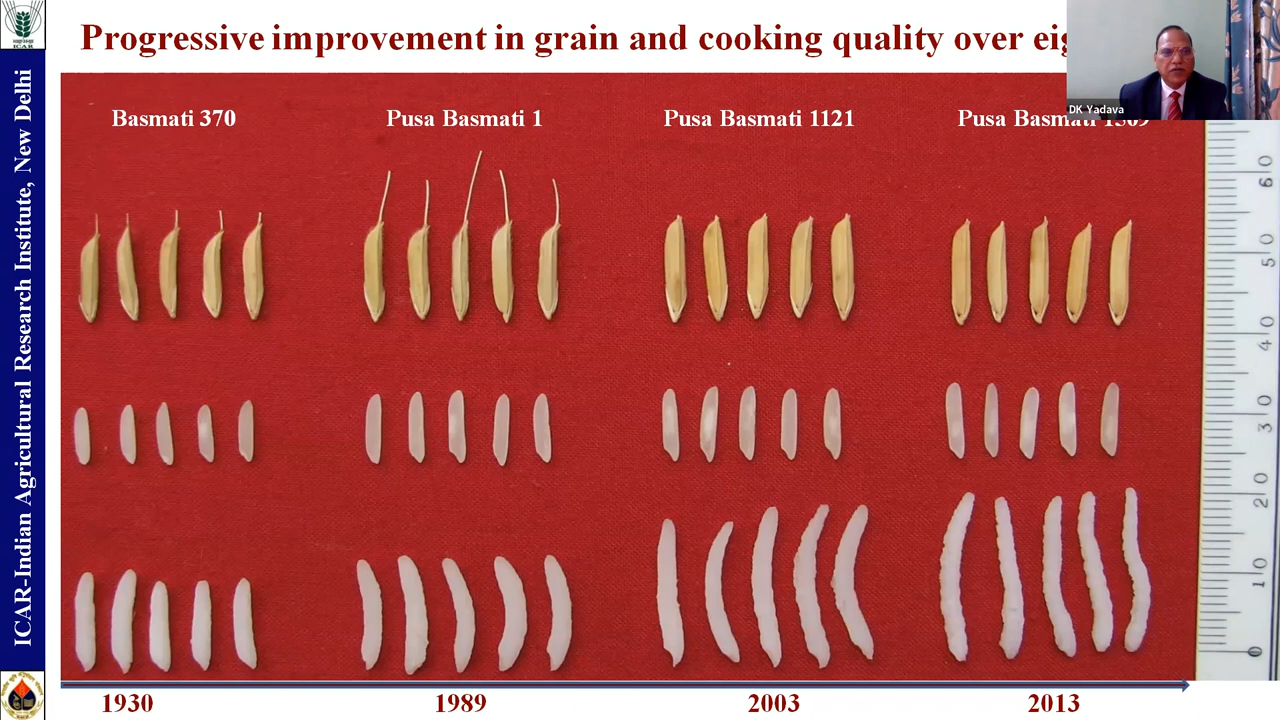 Progressive improvement in grain and cooking quality over
DK Yadava
Basmati 370
Pusa Basmati 1
Pusa Basmati 1121
Pusa Basmati
ICAR-Indian Agricultural Research Institute, New Delhi
ICAR
60
50
40
30
20
10
0
1930
1989
2003
2013